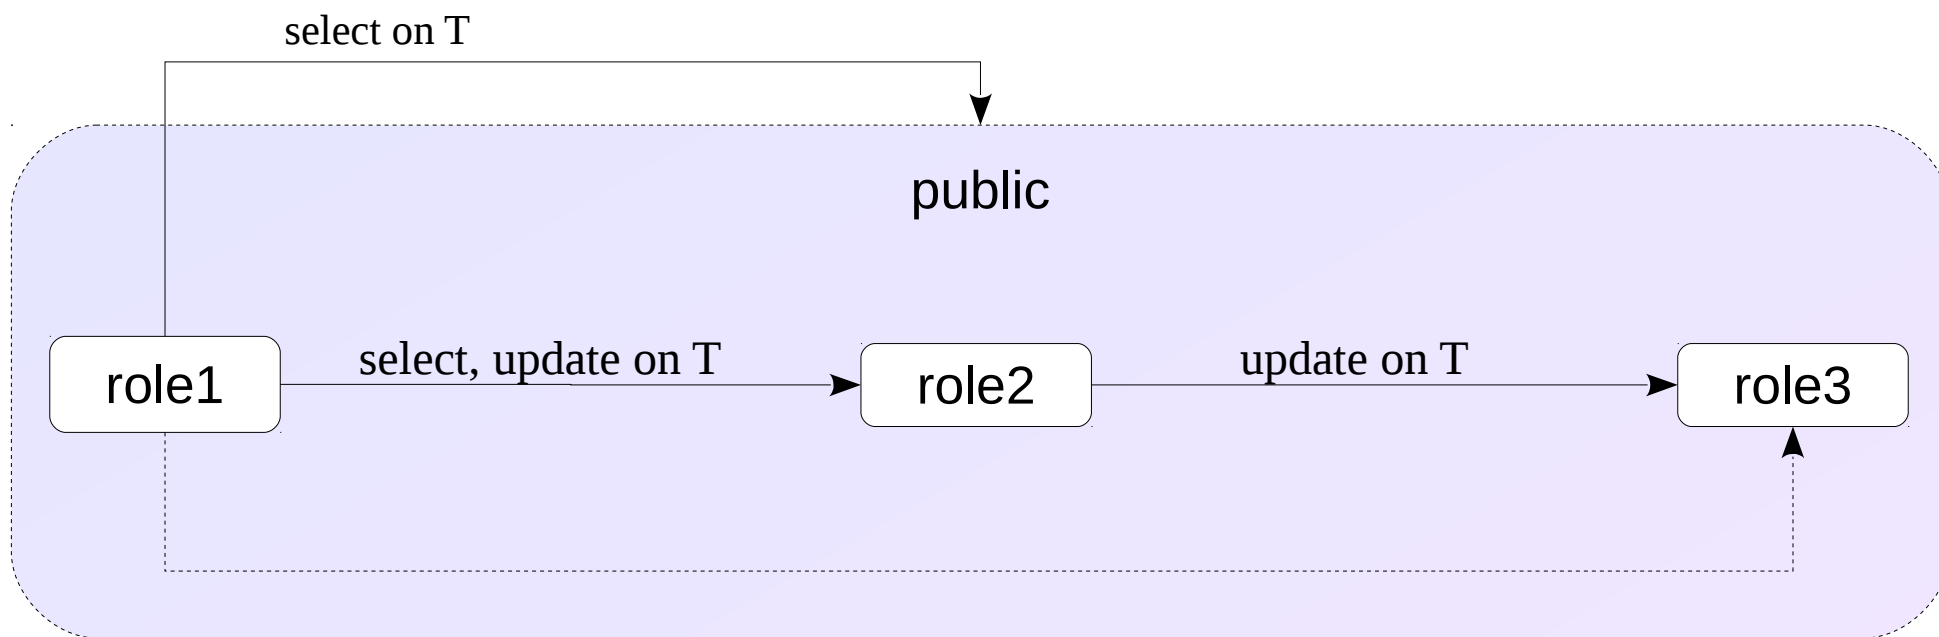 select on T
public
role1
select, update on T
role2
update on T
role3